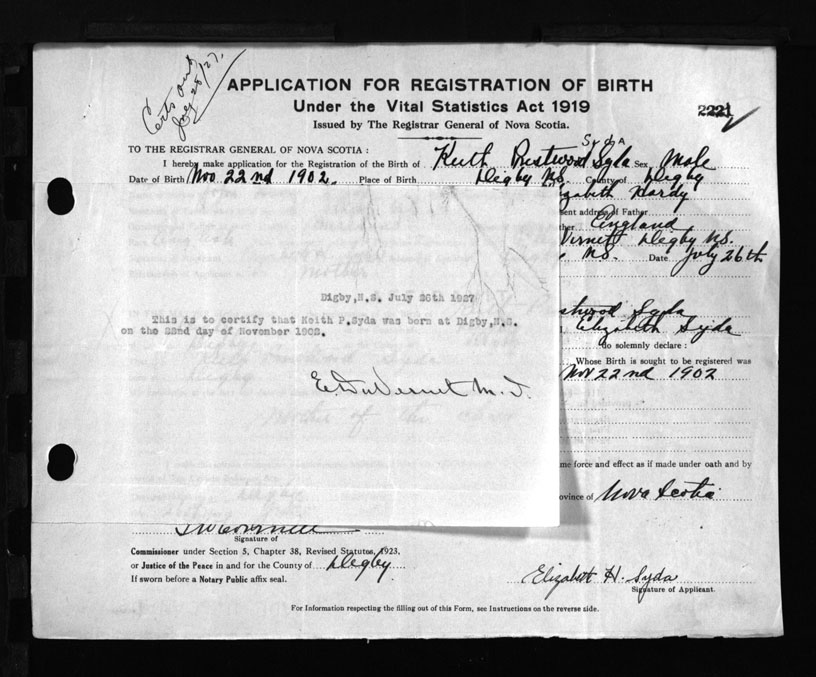 Certs out
July 28/27.
APPLICATION FOR REGISTRATION OF BIRTH
Under the Vital Statistics Act 1919
Issued by The Registrar General of Nova Scotia.
2221
Syda
TO THE REGISTRAR GENERAL OF NOVA SCOTIA :
I hereby make application for the Registration of the Birth of Keith Prestwood Syda Sex Male
Date of Birth Nov. 22nd 1902. Place of Birth Digby N.S. County of Digby
Elizabeth Hardy
sent address of Father
England
Vernett Digby N.S.
N.S. Date July 26th
Digby, N.S. July 26th 1927
This is to certify that Keith P. Syda was born at Digby, N.S.
on the 22nd day of November 1902.
E. DuVernet M.D.
stwood Syda
Elizabeth Syda
do solemnly declare :
Whose Birth is sought to be registered was
Nov 22nd 1902
mother of the
me force and effect as if made under oath and by
ovince of Nova Scotia
Signature of
Commissioner under Section 5, Chapter 38, Revised Statutes, 1923.
or Justice of the Peace in and for the County of Digby.
If sworn before a Notary Public affix seal.
Elizabeth H. Syda
Signature of Applicant.
For Information respecting the filling out of this Form, see Instructions on the reverse side.